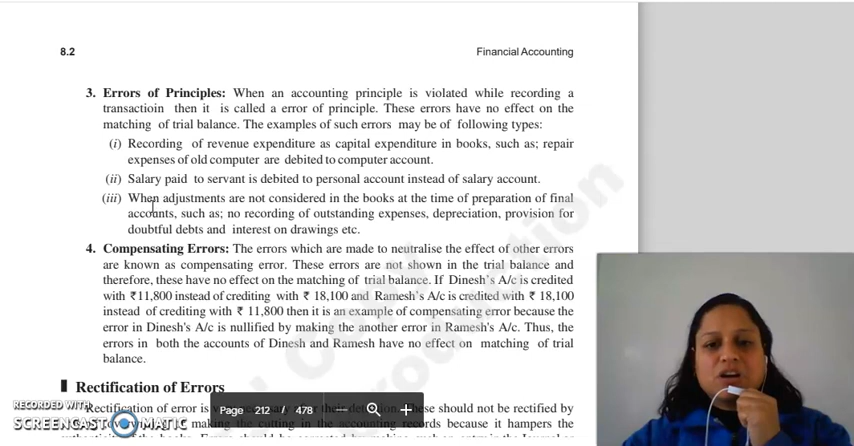 8.2 Financial Accounting
3. Errors of Principles: When an accounting principle is violated while recording a
transactioin then it is called a error of principle. These errors have no effect on the
matching of trial balance. The examples of such errors may be of following types:
(i) Recording of revenue expenditure as capital expenditure in books, such as; repair
expenses of old computer are debited to computer account.
(ii) Salary paid to servant is debited to personal account instead of salary account.
(iii) When adjustments are not considered in the books at the time of preparation of final
accounts, such as; no recording of outstanding expenses, depreciation, provision for
doubtful debts and interest on drawings etc.
4. Compensating Errors: The errors which are made to neutralise the effect of other errors
are known as compensating error. These errors are not shown in the trial balance and
therefore, these have no effect on the matching of trial balance. If Dinesh's A/c is credited
with ₹11,800 instead of crediting with ₹ 18,100 and Ramesh's A/c is credited with ₹ 18,100
instead of crediting with ₹ 11,800 then it is an example of compensating error because the
error in Dinesh's A/c is nullified by making the another error in Ramesh's A/c. Thus, the
errors in both the accounts of Dinesh and Ramesh have no effect on matching of trial
balance.
Rectification of Errors
Rectification of error is These should not be rectified by
making the cutting in the accounting records because it hampers the
Page 212 / 478
RECORDED WITH
SCREENCAST MATIC